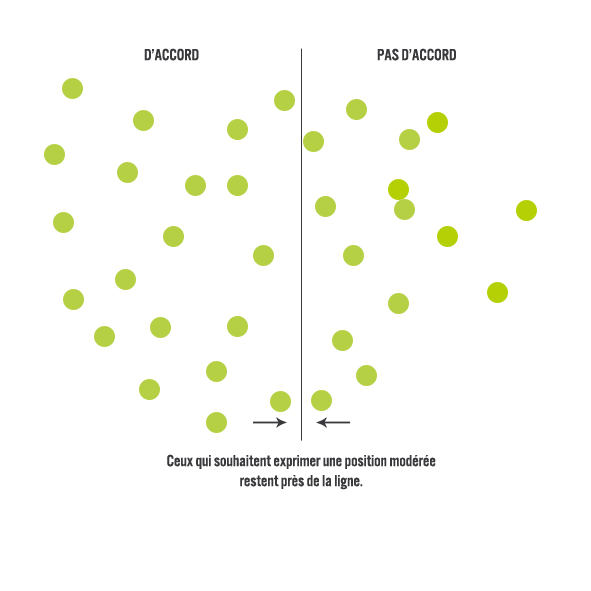 D'ACCORD
PAS D'ACCORD
Ceux qui souhaitent exprimer une position modérée
restent près de la ligne.